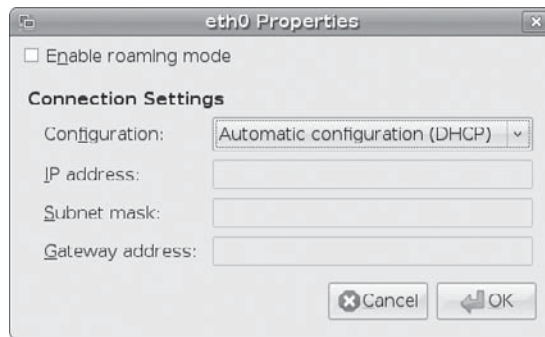 eth0 Properties
Enable roaming mode
Connection Settings
Configuration: Automatic configuration (DHCP)
IP address:
Subnet mask:
Gateway address:
Cancel OK